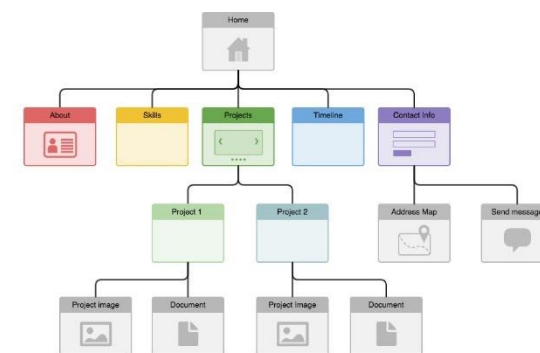 Home
About
Skills
Projects
Timeline
Contact Info
Project 1
Project 2
Address Map
Send message
Project image
Document
Project Image
Document